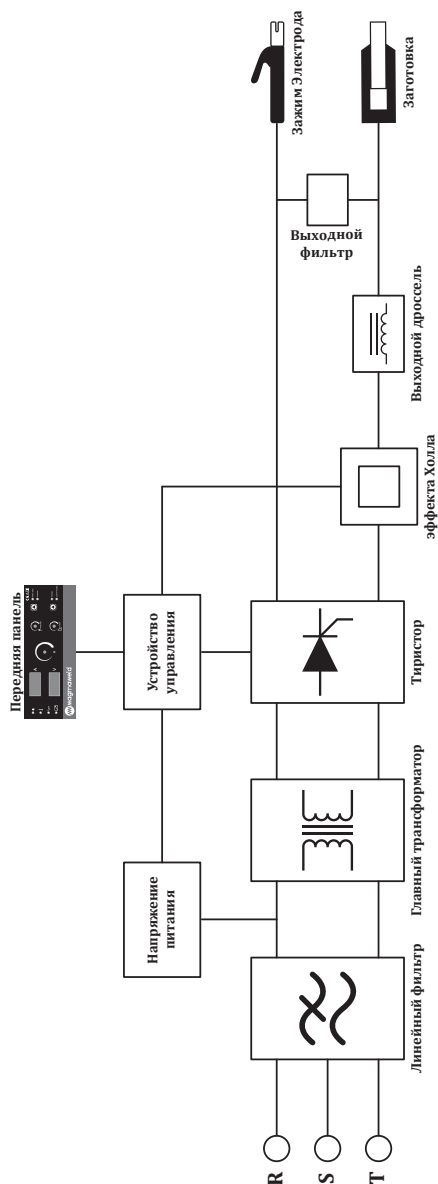 Передняя панель
magmaweld
Зажим Электрода
Заготовка
Выходной
фильтр
Выходной дроссель
эффекта Холла
Устройство
управления
Тиристор
Главный трансформатор
Напряжение
питания
Линейный фильтр
R
S
T